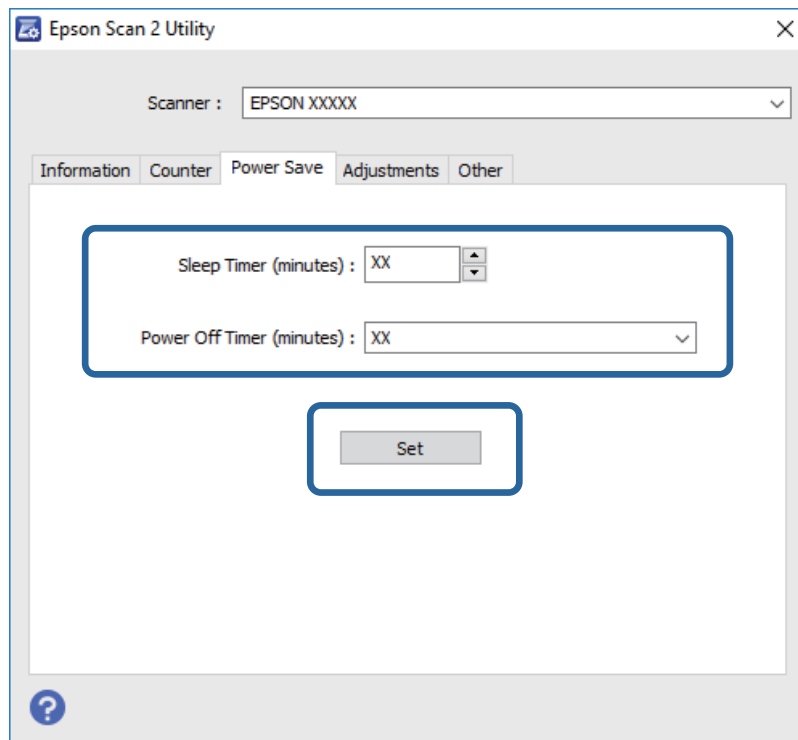 Epson Scan 2 Utility
Scanner : EPSON XXXXX
Information Counter Power Save Adjustments Other
Sleep Timer (minutes) : XX
Power Off Timer (minutes) : XX
Set
?